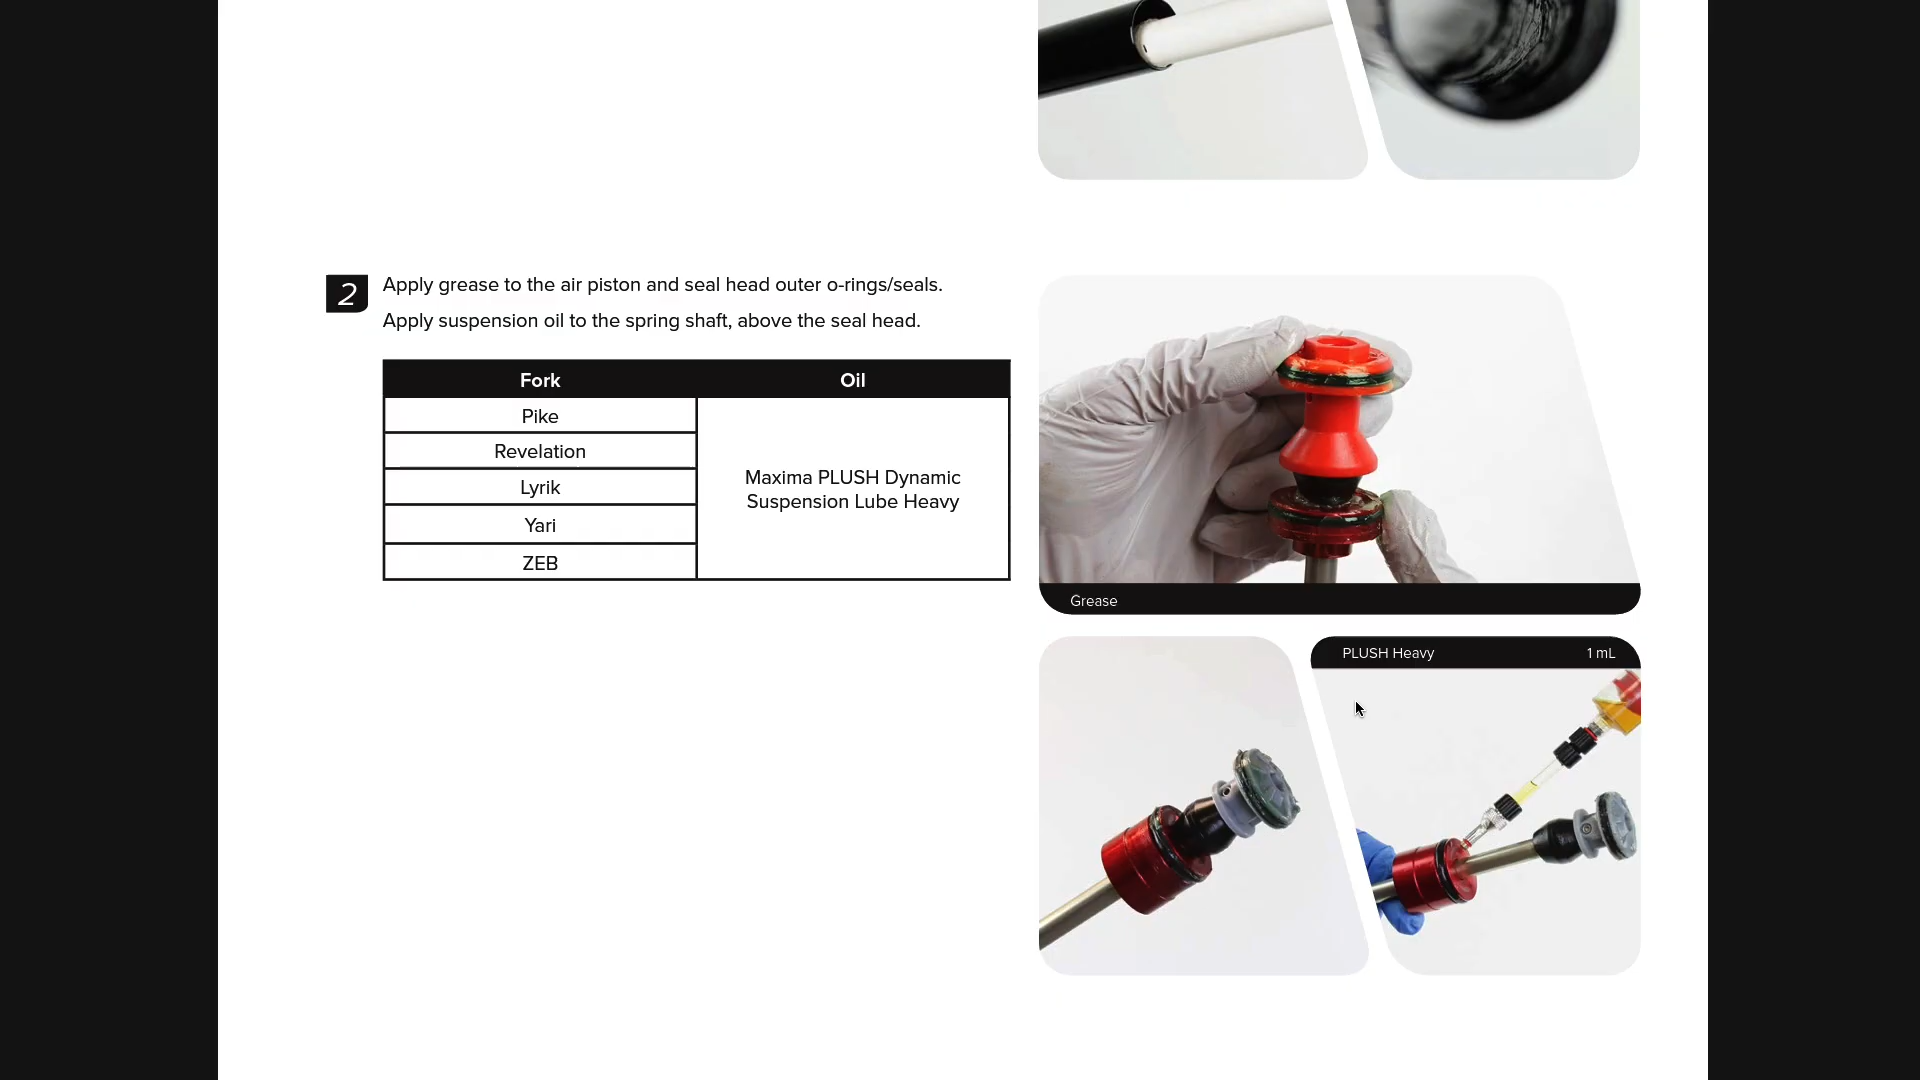 2
Apply grease to the air piston and seal head outer o-rings/seals.
Apply suspension oil to the spring shaft, above the seal head.
Fork
Oil
Pike
Revelation
Lyrik
Yari
ZEB
Maxima PLUSH Dynamic
Suspension Lube Heavy
Grease
PLUSH Heavy 1 mL